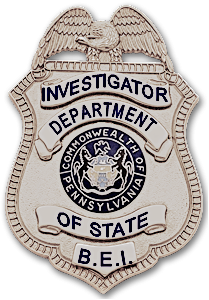 INVESTIGATOR
DEPARTMENT
COMMONWEALTH OF
PENNSYLVANIA
OF STATE
B.E.I.